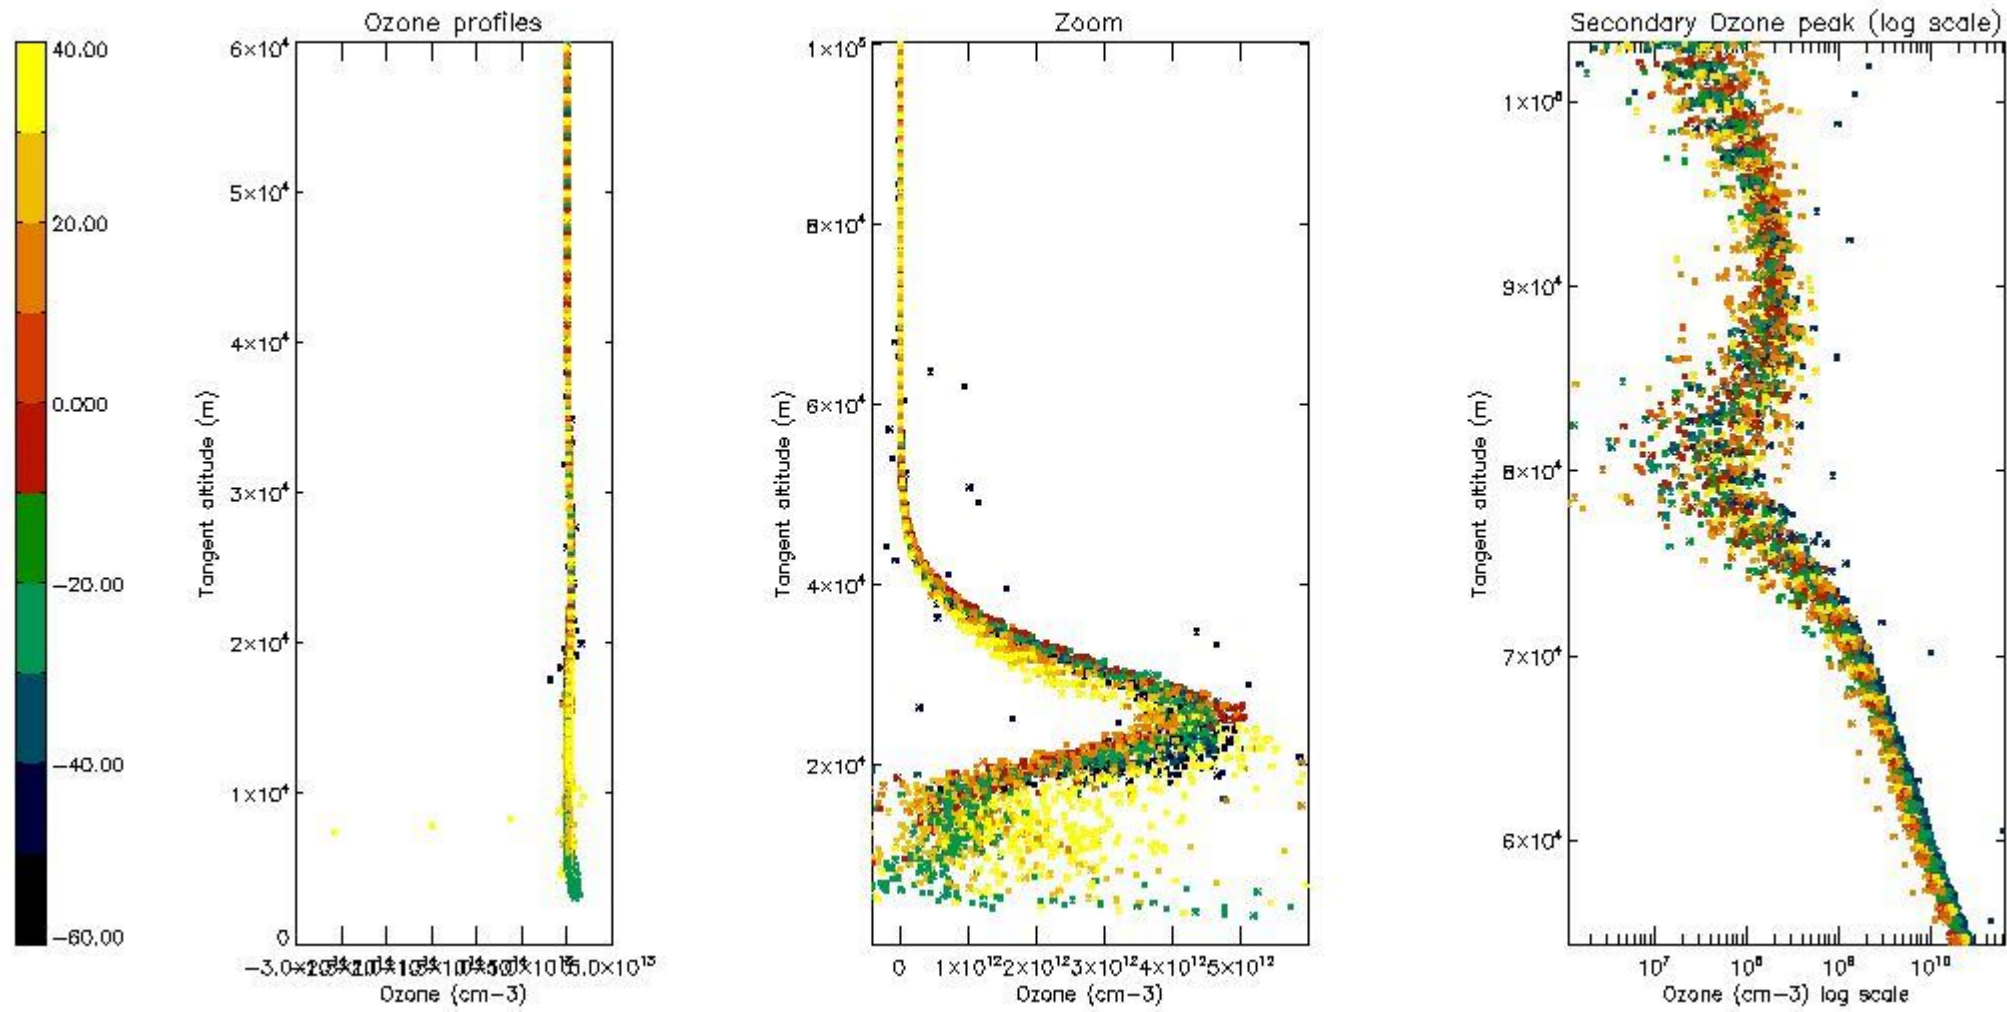 Ozone profiles
Zoom
Secondary Ozone peak (log scale)
40.00
20.00
0.000
-20.00
-40.00
-60.00
6×10⁴
5×10⁴
4×10⁴
3×10⁴
2×10⁴
1×10⁴
0
Tangent altitude (m)
5.0×10¹³
Ozone (cm-3)
1×10⁵
8×10⁴
6×10⁴
4×10⁴
2×10⁴
Tangent altitude (m)
0 1×10¹² 2×10¹² 3×10¹² 4×10¹² 5×10¹²
Ozone (cm-3)
9×10⁴
8×10⁴
7×10⁴
6×10⁴
Tangent altitude (m)
10⁷ 10⁸ 10⁹ 10¹⁰
Ozone (cm-3) log scale